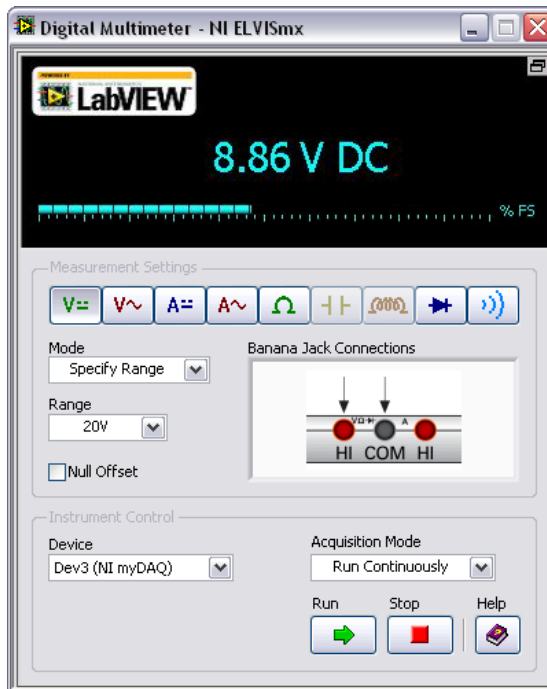 Digital Multimeter - NI ELVISmx
LabVIEW
8.86 V DC
% FS
Measurement Settings
V
V
A
A
Ω
Mode
Specify Range
Banana Jack Connections
Range
20V
VΩ
A
HI COM HI
Null Offset
Instrument Control
Device
Dev3 (NI myDAQ)
Acquisition Mode
Run Continuously
Run
Stop
Help